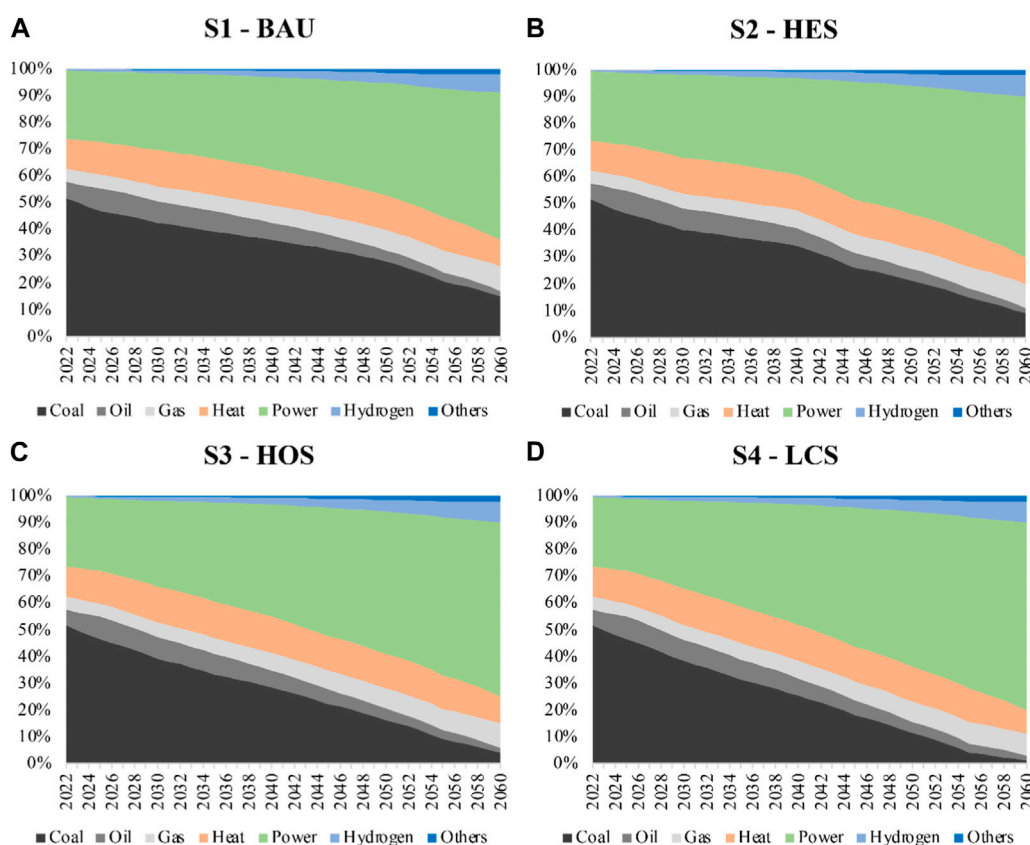 A
S1 - BAU
100%
90%
80%
70%
60%
50%
40%
30%
20%
10%
0%
2022 2024 2026 2028 2030 2032 2034 2036 2038 2040 2042 2044 2046 2048 2050 2052 2054 2056 2058 2060
Coal Oil Gas Heat Power Hydrogen Others
B
S2 - HES
100%
90%
80%
70%
60%
50%
40%
30%
20%
10%
0%
2022 2024 2026 2028 2030 2032 2034 2036 2038 2040 2042 2044 2046 2048 2050 2052 2054 2056 2058 2060
Coal Oil Gas Heat Power Hydrogen Others
C
S3 - HOS
100%
90%
80%
70%
60%
50%
40%
30%
20%
10%
0%
2022 2024 2026 2028 2030 2032 2034 2036 2038 2040 2042 2044 2046 2048 2050 2052 2054 2056 2058 2060
Coal Oil Gas Heat Power Hydrogen Others
D
S4 - LCS
100%
90%
80%
70%
60%
50%
40%
30%
20%
10%
0%
2022 2024 2026 2028 2030 2032 2034 2036 2038 2040 2042 2044 2046 2048 2050 2052 2054 2056 2058 2060
Coal Oil Gas Heat Power Hydrogen Others